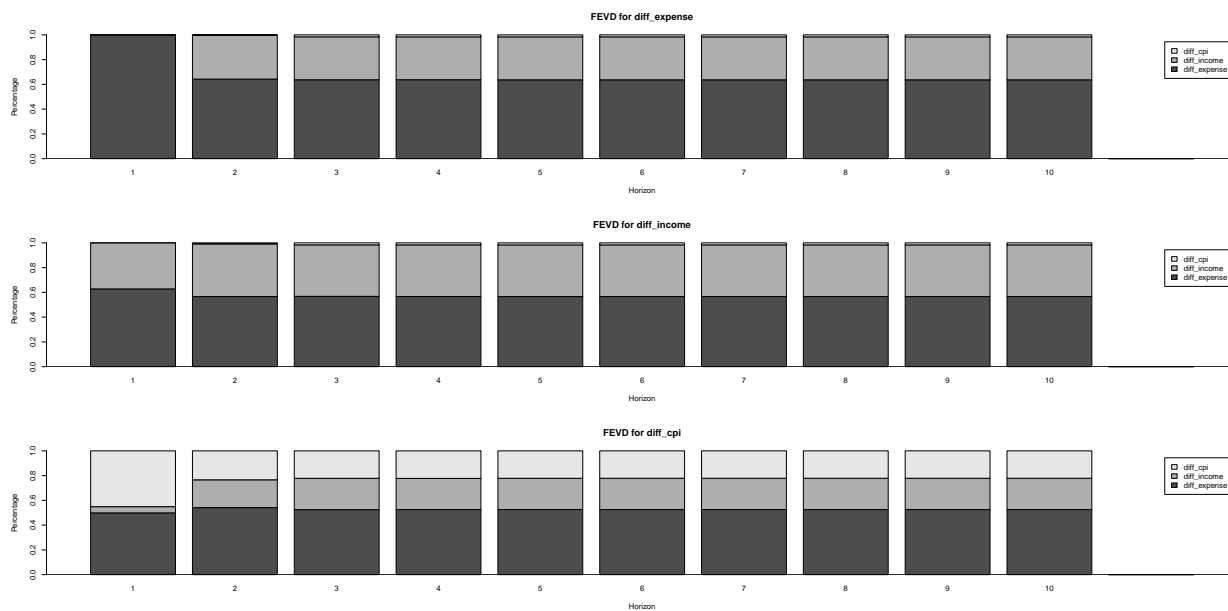 FEVD for diff_expense
Percentage
1.0
0.8
0.6
0.4
0.2
0.0
1 2 3 4 5 6 7 8 9 10
Horizon
diff_cpi
diff_income
diff_expense
FEVD for diff_income
Percentage
1.0
0.8
0.6
0.4
0.2
0.0
1 2 3 4 5 6 7 8 9 10
Horizon
diff_cpi
diff_income
diff_expense
FEVD for diff_cpi
Percentage
1.0
0.8
0.6
0.4
0.2
0.0
1 2 3 4 5 6 7 8 9 10
Horizon
diff_cpi
diff_income
diff_expense